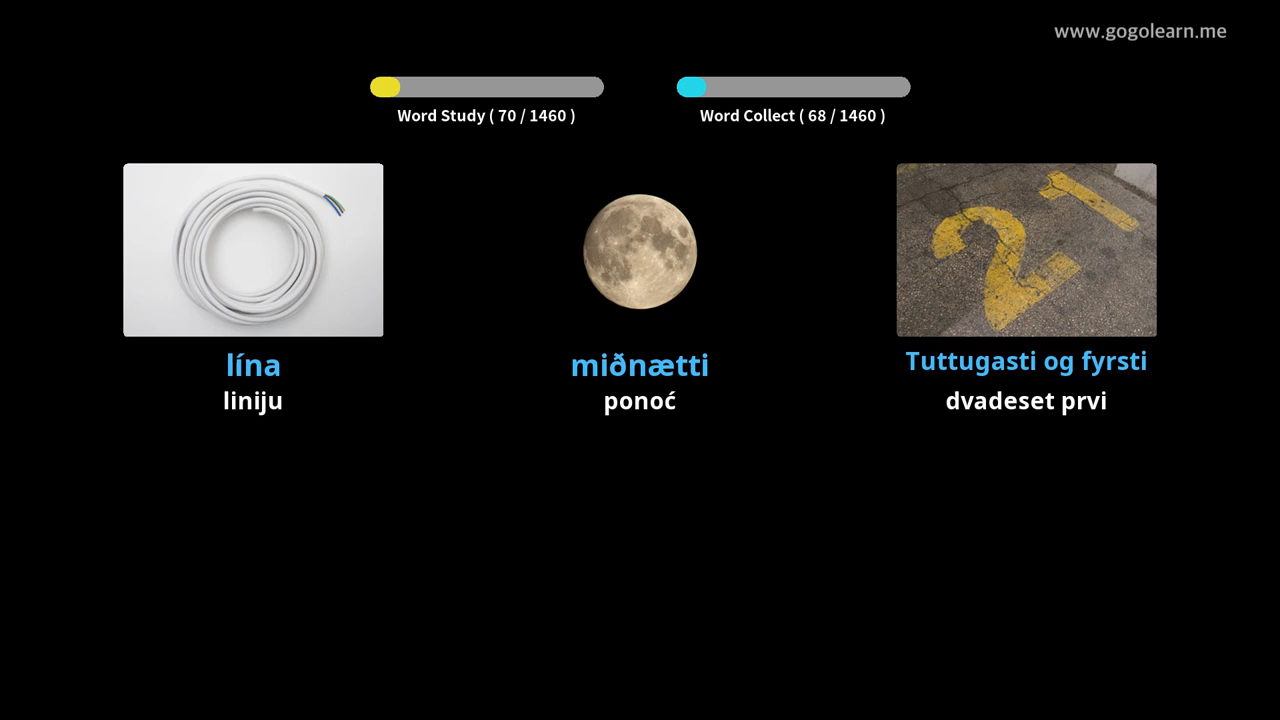 www.gogolearn.me
Word Study ( 70 / 1460 )
Word Collect ( 68 / 1460 )
21
lína
miðnætti
Tuttugasti og fyrsti
liniju
ponoć
dvadeset prvi